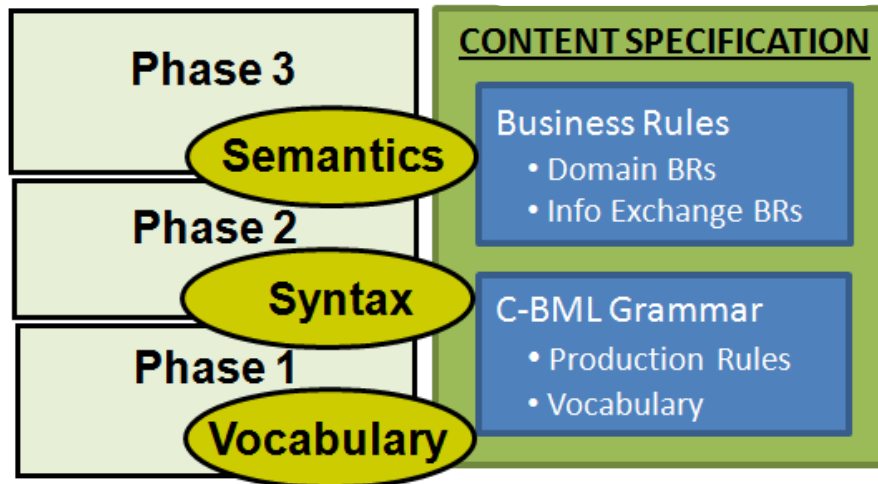 Phase 3
Semantics
Phase 2
Syntax
Phase 1
Vocabulary
CONTENT SPECIFICATION
Business Rules
• Domain BRs
• Info Exchange BRs
C-BML Grammar
• Production Rules
• Vocabulary